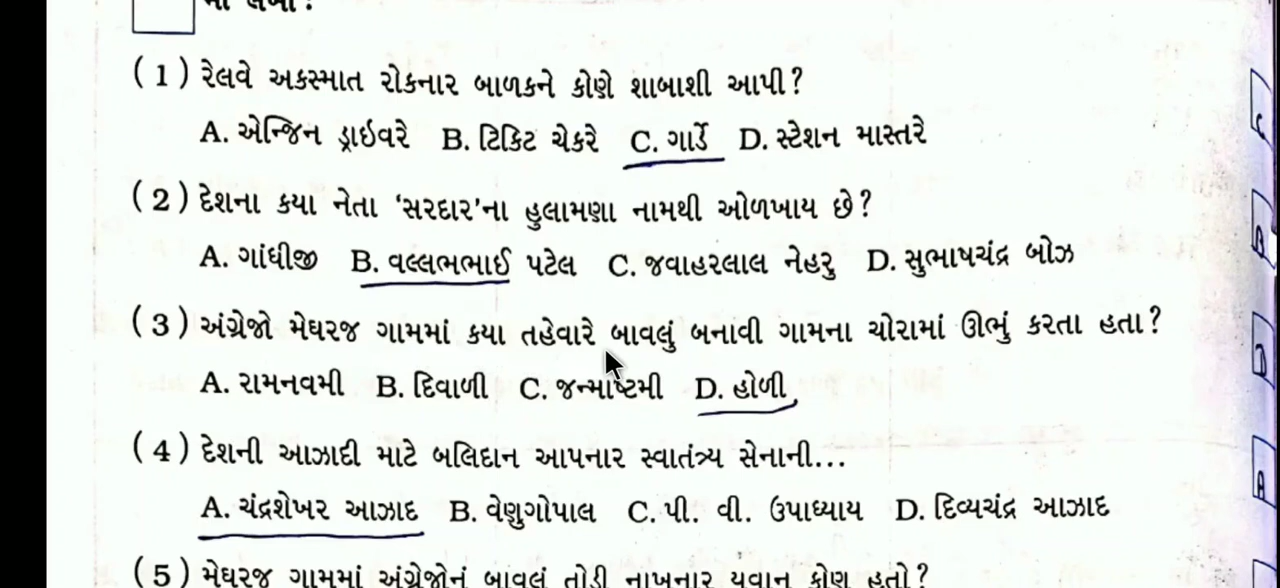 માં લખો :
( 1 ) રેલવે અકસ્માત રોકનાર બાળકને કોણે શાબાશી આપી ?
A. એન્જિન ડ્રાઇવરે B. ટિકિટ ચેકરે C. ગાર્ડે D. સ્ટેશન માસ્તરે
C
( 2 ) દેશના કયા નેતા ‘સરદાર’ના હુલામણા નામથી ઓળખાય છે ?
A. ગાંધીજી B. વલ્લભભાઈ પટેલ C. જવાહરલાલ નેહરુ D. સુભાષચંદ્ર બોઝ
B
( 3 ) અંગ્રેજો મેઘરજ ગામમાં કયા તહેવારે બાવલું બનાવી ગામના ચોરામાં ઊભું કરતા હતા ?
A. રામનવમી B. દિવાળી C. જન્માષ્ટમી D. હોળી
D
( 4 ) દેશની આઝાદી માટે બલિદાન આપનાર સ્વાતંત્ર્ય સેનાની...
A. ચંદ્રશેખર આઝાદ B. વેણુગોપાલ C. પી. વી. ઉપાધ્યાય D. દિવ્યચંદ્ર આઝાદ
A
( 5 ) મેઘરજ ગામમાં અંગ્રેજોનું બાવલું તોડી નાખનાર યુવાન કોણ હતો ?